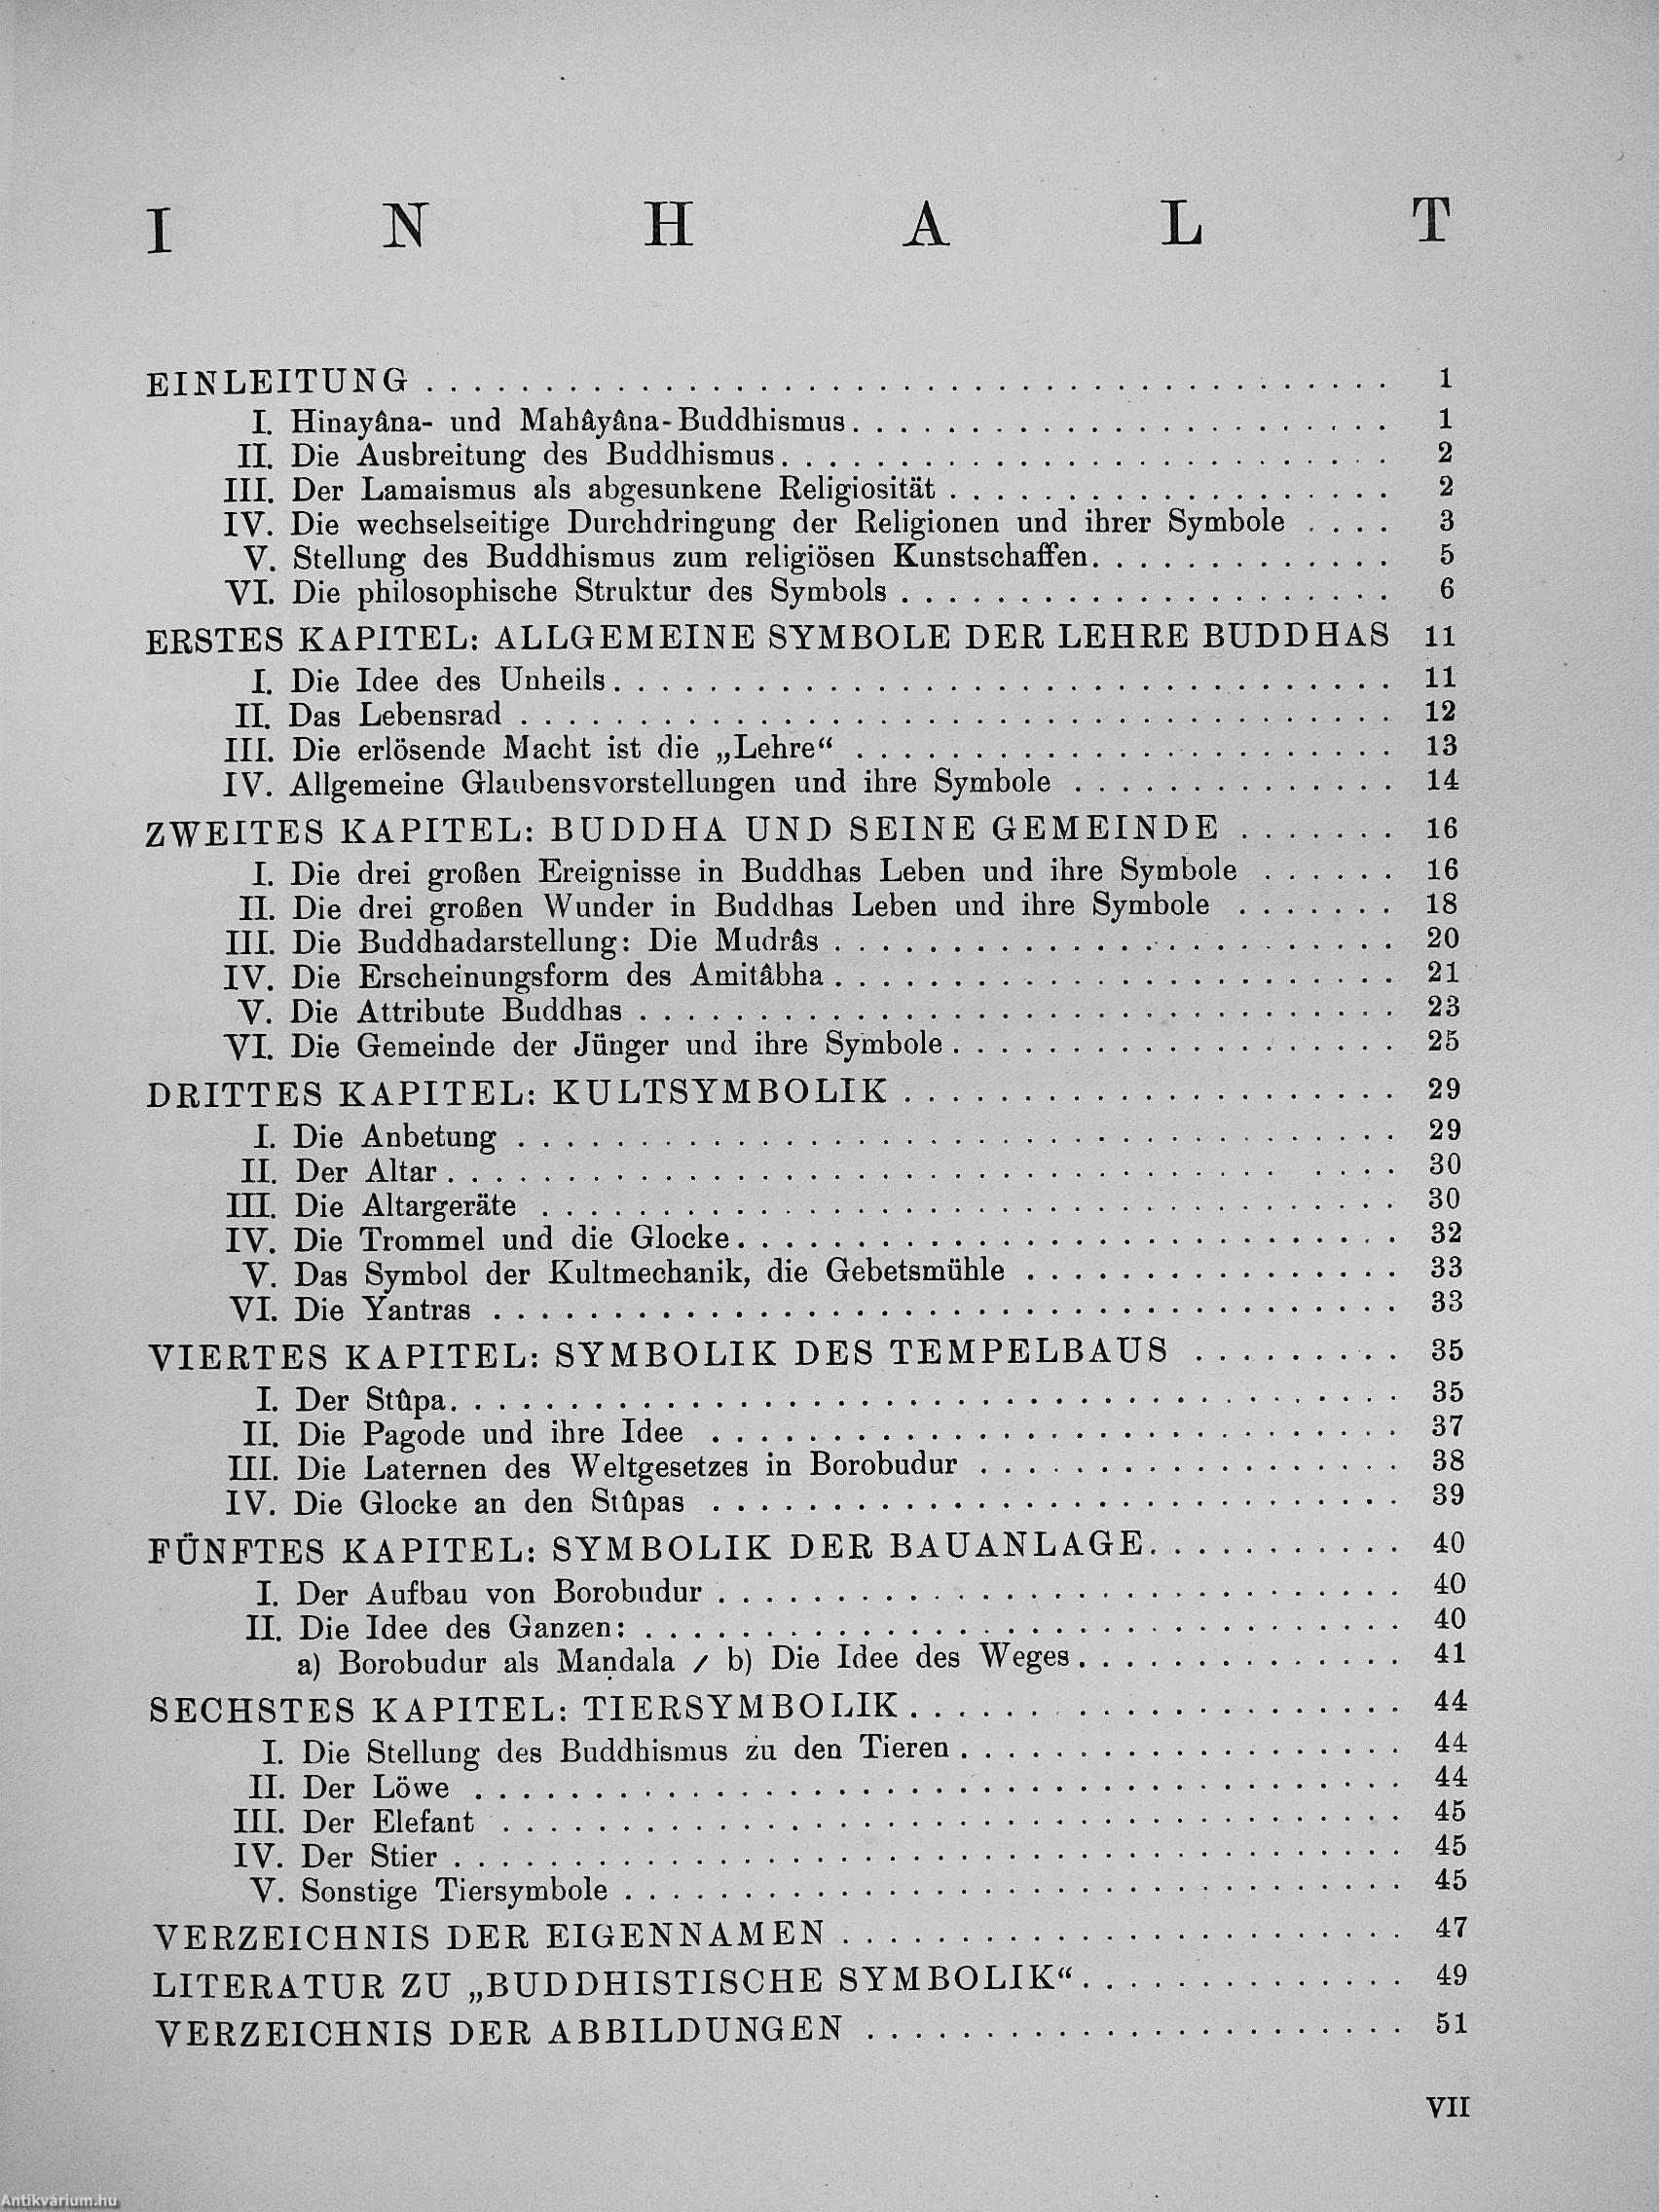 I N H A L T
EINLEITUNG . . . . . . . . . . . . . . . . . . . . 1
I. Hinayâna- und Mahâyâna-Buddhismus . . . . . . . . . . 1
II. Die Ausbreitung des Buddhismus . . . . . . . . . . 2
III. Der Lamaismus als abgesunkene Religiosität . . . . . . . . . . 2
IV. Die wechselseitige Durchdringung der Religionen und ihrer Symbole . . . . 3
V. Stellung des Buddhismus zum religiösen Kunstschaffen . . . . . . . . . . 5
VI. Die philosophische Struktur des Symbols . . . . . . . . . . 6
ERSTES KAPITEL: ALLGEMEINE SYMBOLE DER LEHRE BUDDHAS 11
I. Die Idee des Unheils . . . . . . . . . . 11
II. Das Lebensrad . . . . . . . . . . 12
III. Die erlösende Macht ist die „Lehre“ . . . . . . . . . . 13
IV. Allgemeine Glaubensvorstellungen und ihre Symbole . . . . . . . . . . 14
ZWEITES KAPITEL: BUDDHA UND SEINE GEMEINDE . . . . . . . 16
I. Die drei großen Ereignisse in Buddhas Leben und ihre Symbole . . . . . . 16
II. Die drei großen Wunder in Buddhas Leben und ihre Symbole . . . . . . . 18
III. Die Buddhadarstellung: Die Mudrâs . . . . . . . . . . 20
IV. Die Erscheinungsform des Amitâbha . . . . . . . . . . 21
V. Die Attribute Buddhas . . . . . . . . . . 23
VI. Die Gemeinde der Jünger und ihre Symbole . . . . . . . . . . 25
DRITTES KAPITEL: KULTSYMBOLIK . . . . . . . . . . 29
I. Die Anbetung . . . . . . . . . . 29
II. Der Altar . . . . . . . . . . 30
III. Die Altargeräte . . . . . . . . . . 30
IV. Die Trommel und die Glocke . . . . . . . . . . 32
V. Das Symbol der Kultmechanik, die Gebetsmühle . . . . . . . . . . 33
VI. Die Yantras . . . . . . . . . . 33
VIERTES KAPITEL: SYMBOLIK DES TEMPELBAUS . . . . . . . . . 35
I. Der Stûpa . . . . . . . . . . 35
II. Die Pagode und ihre Idee . . . . . . . . . . 37
III. Die Laternen des Weltgesetzes in Borobudur . . . . . . . . . . 38
IV. Die Glocke an den Stûpas . . . . . . . . . . 39
FÜNFTES KAPITEL: SYMBOLIK DER BAUANLAGE . . . . . . . . . . 40
I. Der Aufbau von Borobudur . . . . . . . . . . 40
II. Die Idee des Ganzen: . . . . . . . . . . 40
a) Borobudur als Maṇdala / b) Die Idee des Weges . . . . . . . . . . 41
SECHSTES KAPITEL: TIERSYMBOLIK . . . . . . . . . . 44
I. Die Stellung des Buddhismus zu den Tieren . . . . . . . . . . 44
II. Der Löwe . . . . . . . . . . 44
III. Der Elefant . . . . . . . . . . 45
IV. Der Stier . . . . . . . . . . 45
V. Sonstige Tiersymbole . . . . . . . . . . 45
VERZEICHNIS DER EIGENNAMEN . . . . . . . . . . 47
LITERATUR ZU „BUDDHISTISCHE SYMBOLIK“ . . . . . . . . . . 49
VERZEICHNIS DER ABBILDUNGEN . . . . . . . . . . 51
VII
Antikvárium.hu